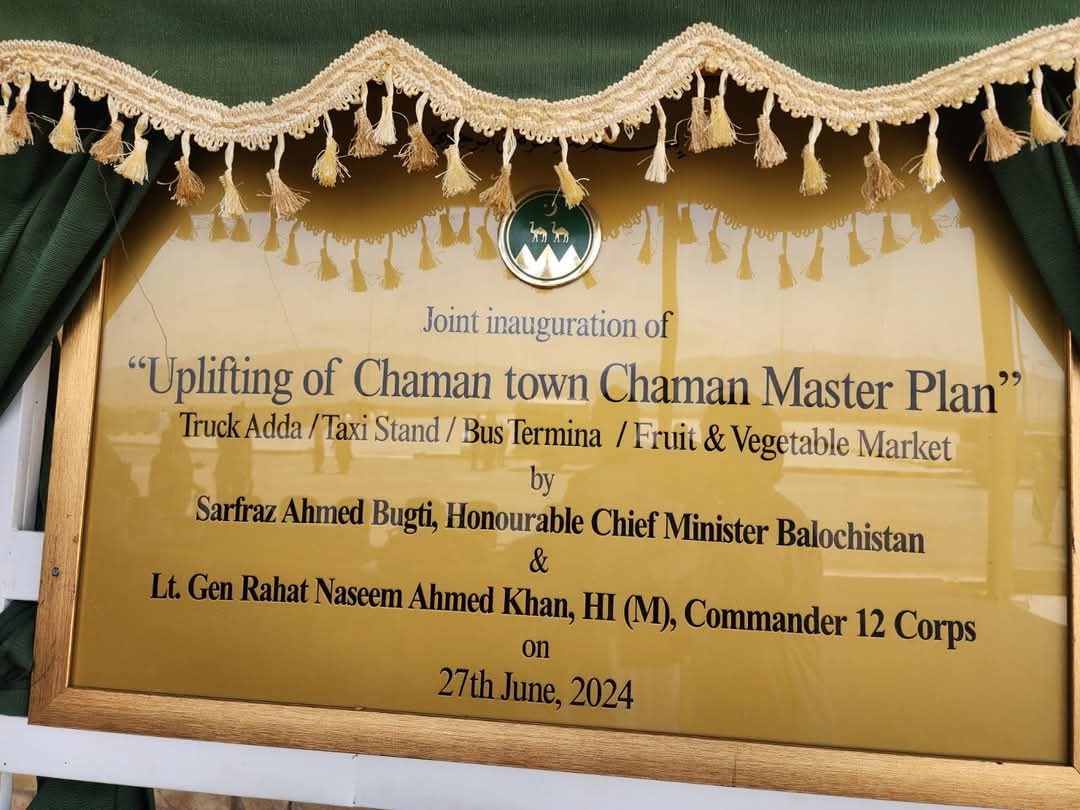 Joint inauguration of
“Uplifting of Chaman town Chaman Master Plan”
Truck Adda / Taxi Stand / Bus Termina / Fruit & Vegetable Market
by
Sarfraz Ahmed Bugti, Honourable Chief Minister Balochistan
&
Lt. Gen Rahat Naseem Ahmed Khan, HI (M), Commander 12 Corps
on
27th June, 2024